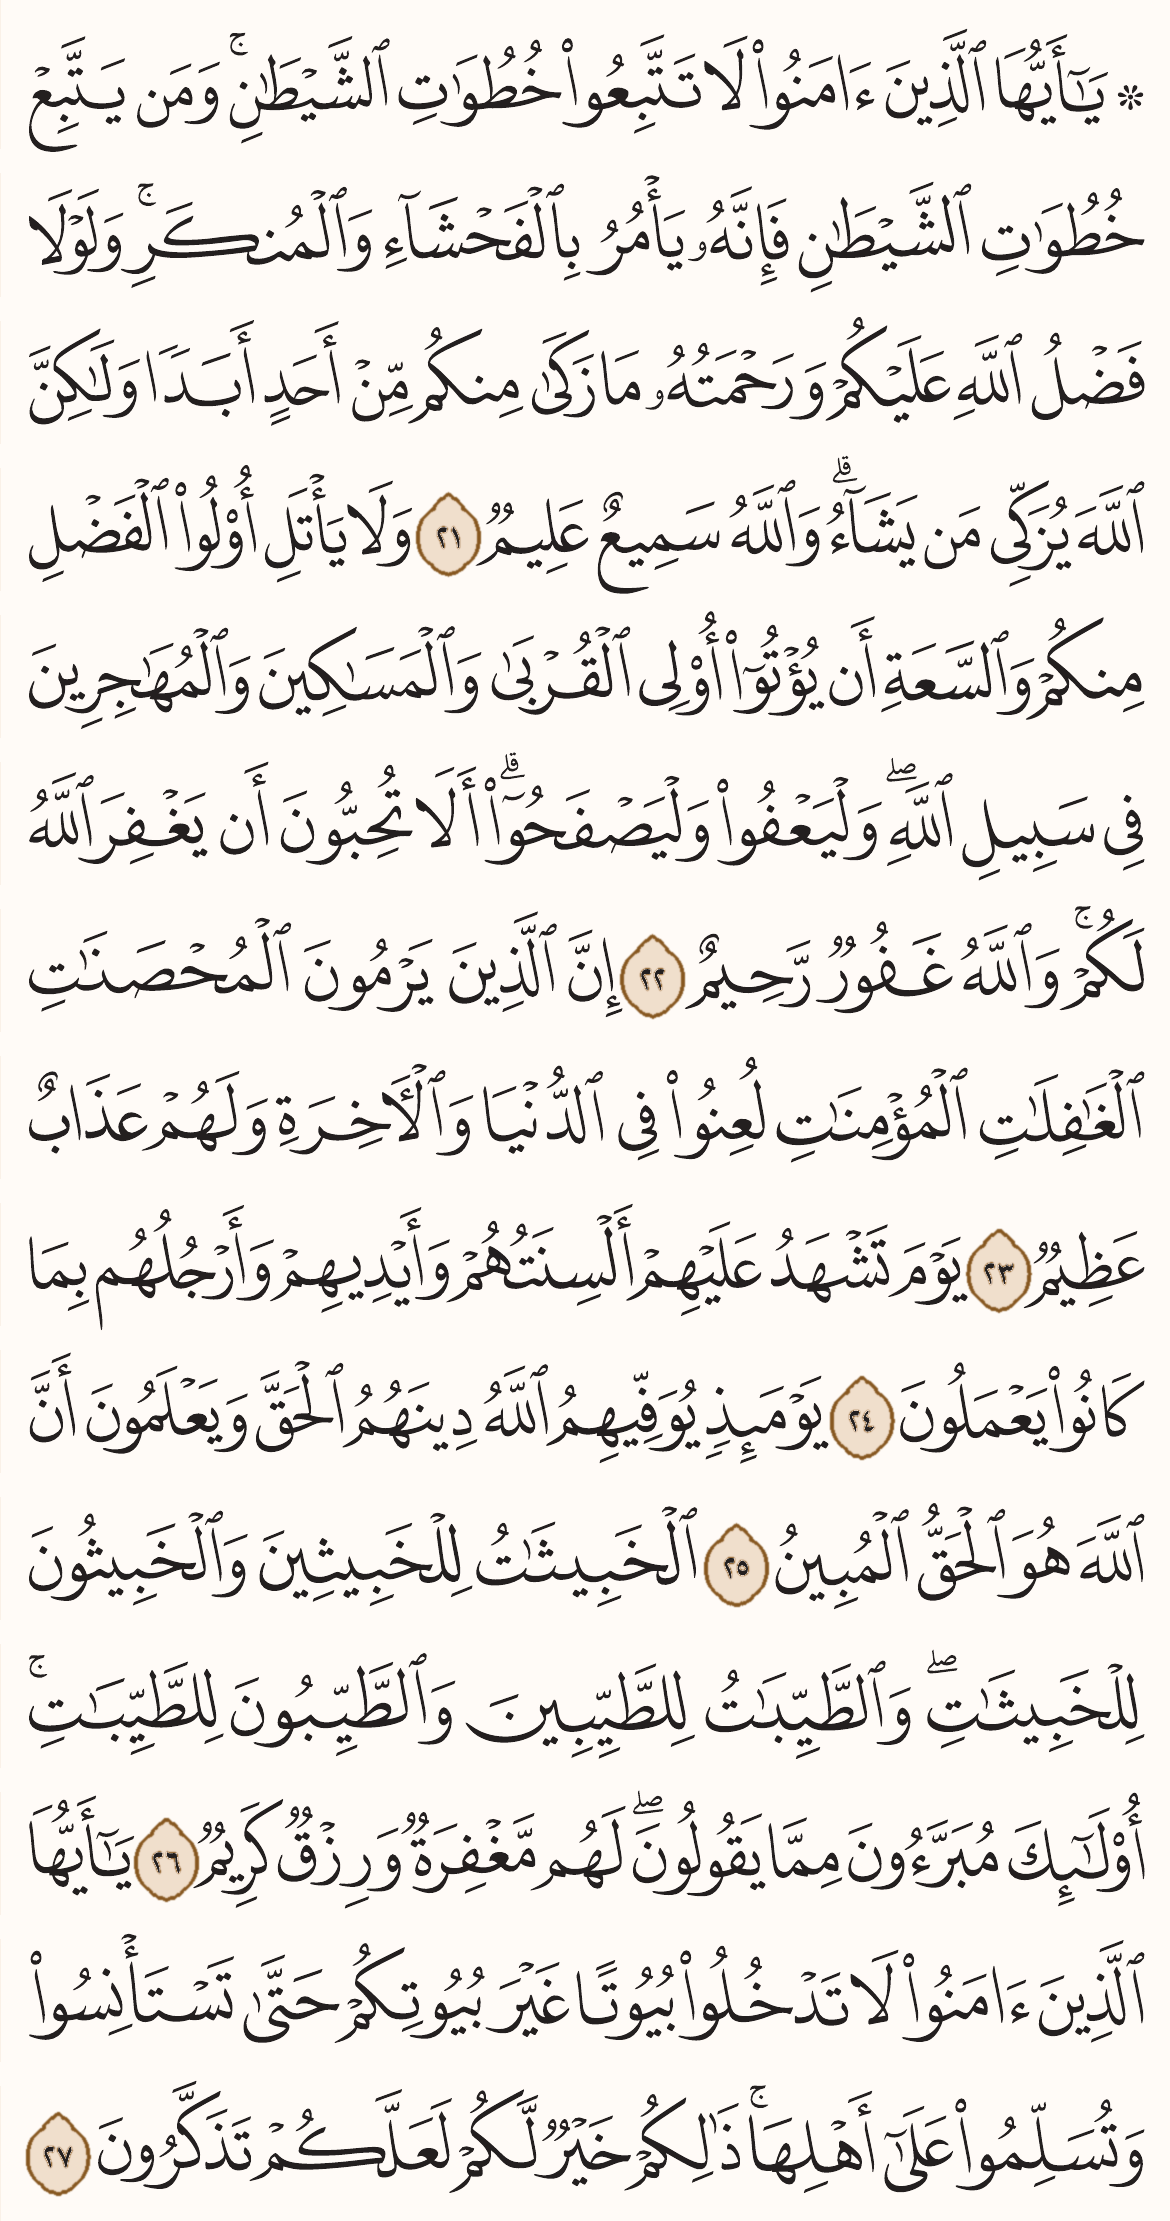 ۞ يَـٰٓأَيُّهَا ٱلَّذِينَ ءَامَنُوا۟ لَا تَتَّبِعُوا۟ خُطُوَٰتِ ٱلشَّيْطَـٰنِ ۚ وَمَن يَتَّبِعْ
خُطُوَٰتِ ٱلشَّيْطَـٰنِ فَإِنَّهُۥ يَأْمُرُ بِٱلْفَحْشَآءِ وَٱلْمُنكَرِ ۚ وَلَوْلَا
فَضْلُ ٱللَّهِ عَلَيْكُمْ وَرَحْمَتُهُۥ مَا زَكَىٰ مِنكُم مِّنْ أَحَدٍ أَبَدًا وَلَـٰكِنَّ
ٱللَّهَ يُزَكِّى مَن يَشَآءُ ۗ وَٱللَّهُ سَمِيعٌ عَلِيمٌ ٢١ وَلَا يَأْتَلِ أُو۟لُوا۟ ٱلْفَضْلِ
مِنكُمْ وَٱلسَّعَةِ أَن يُؤْتُوٓا۟ أُو۟لِى ٱلْقُرْبَىٰ وَٱلْمَسَـٰكِينَ وَٱلْمُهَـٰجِرِينَ
فِى سَبِيلِ ٱللَّهِ ۖ وَلْيَعْفُوا۟ وَلْيَصْفَحُوٓا۟ ۗ أَلَا تُحِبُّونَ أَن يَغْفِرَ ٱللَّهُ
لَكُمْ ۚ وَٱللَّهُ غَفُورٌ رَّحِيمٌ ٢٢ إِنَّ ٱلَّذِينَ يَرْمُونَ ٱلْمُحْصَنَـٰتِ
ٱلْغَـٰفِلَـٰتِ ٱلْمُؤْمِنَـٰتِ لُعِنُوا۟ فِى ٱلدُّنْيَا وَٱلْـَٔاخِرَةِ وَلَهُمْ عَذَابٌ
عَظِيمٌ ٢٣ يَوْمَ تَشْهَدُ عَلَيْهِمْ أَلْسِنَتُهُمْ وَأَيْدِيهِمْ وَأَرْجُلُهُم بِمَا
كَانُوا۟ يَعْمَلُونَ ٢٤ يَوْمَئِذٍ يُوَفِّيهِمُ ٱللَّهُ دِينَهُمُ ٱلْحَقَّ وَيَعْلَمُونَ أَنَّ
ٱللَّهَ هُوَ ٱلْحَقُّ ٱلْمُبِينُ ٢٥ ٱلْخَبِيثَـٰتُ لِلْخَبِيثِينَ وَٱلْخَبِيثُونَ
لِلْخَبِيثَـٰتِ ۖ وَٱلطَّيِّبَـٰتُ لِلطَّيِّبِينَ وَٱلطَّيِّبُونَ لِلطَّيِّبَـٰتِ ۚ
أُو۟لَـٰٓئِكَ مُبَرَّءُونَ مِمَّا يَقُولُونَ ۖ لَهُم مَّغْفِرَةٌ وَرِزْقٌ كَرِيمٌ ٢٦ يَـٰٓأَيُّهَا
ٱلَّذِينَ ءَامَنُوا۟ لَا تَدْخُلُوا۟ بُيُوتًا غَيْرَ بُيُوتِكُمْ حَتَّىٰ تَسْتَأْنِسُوا۟
وَتُسَلِّمُوا۟ عَلَىٰٓ أَهْلِهَا ۚ ذَٰلِكُمْ خَيْرٌ لَّكُمْ لَعَلَّكُمْ تَذَكَّرُونَ ٢٧